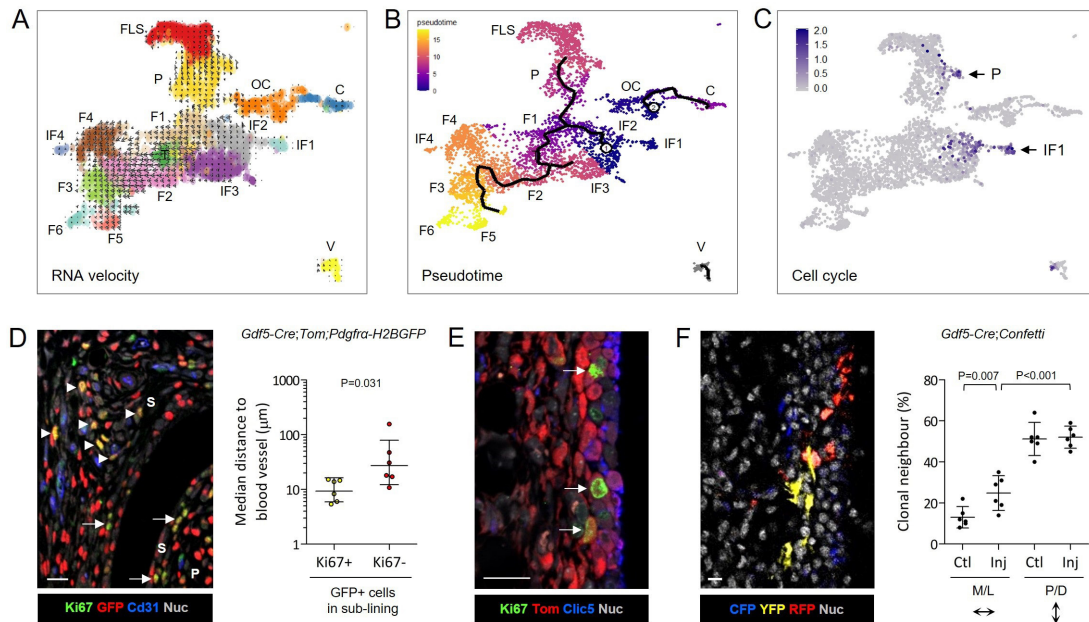 A
FLS
P
OC
C
F1
IF2
F4
IF4
IF1
F3
IF3
F2
F6
F5
V
RNA velocity
B
pseudotime
15
10
5
0
FLS
P
OC
C
F1
IF2
F4
IF4
IF1
F3
IF3
F2
F6
F5
V
Pseudotime
C
2.0
1.5
1.0
0.5
0.0
P
IF1
Cell cycle
D
S
S
P
Ki67 GFP Cd31 Nuc
Gdf5-Cre;Tom;Pdgfrα-H2BGFP
P=0.031
Median distance to
blood vessel (μm)
1000
100
10
1
Ki67+ Ki67-
GFP+ cells
in sub-lining
E
Ki67 Tom Clic5 Nuc
F
CFP YFP RFP Nuc
Gdf5-Cre;Confetti
P=0.007 P<0.001
Clonal neighbour (%)
80
60
40
20
0
Ctl Inj Ctl Inj
M/L P/D